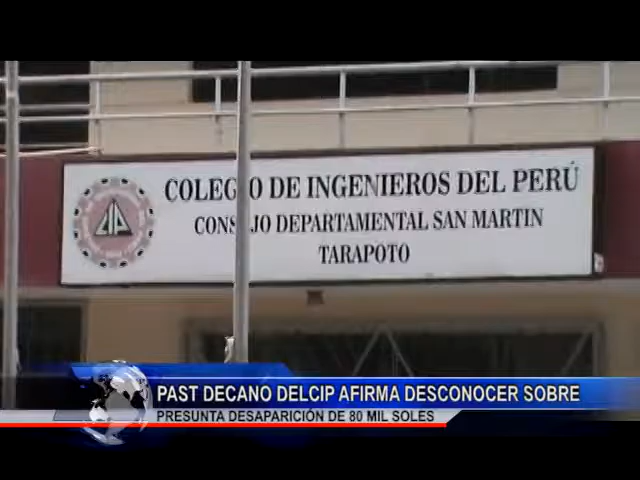 COLEGIO DE INGENIEROS DEL PERÚ
CONSEJO DEPARTAMENTAL SAN MARTIN
TARAPOTO
CIP
PAST DECANO DELCIP AFIRMA DESCONOCER SOBRE
PRESUNTA DESAPARICIÓN DE 80 MIL SOLES